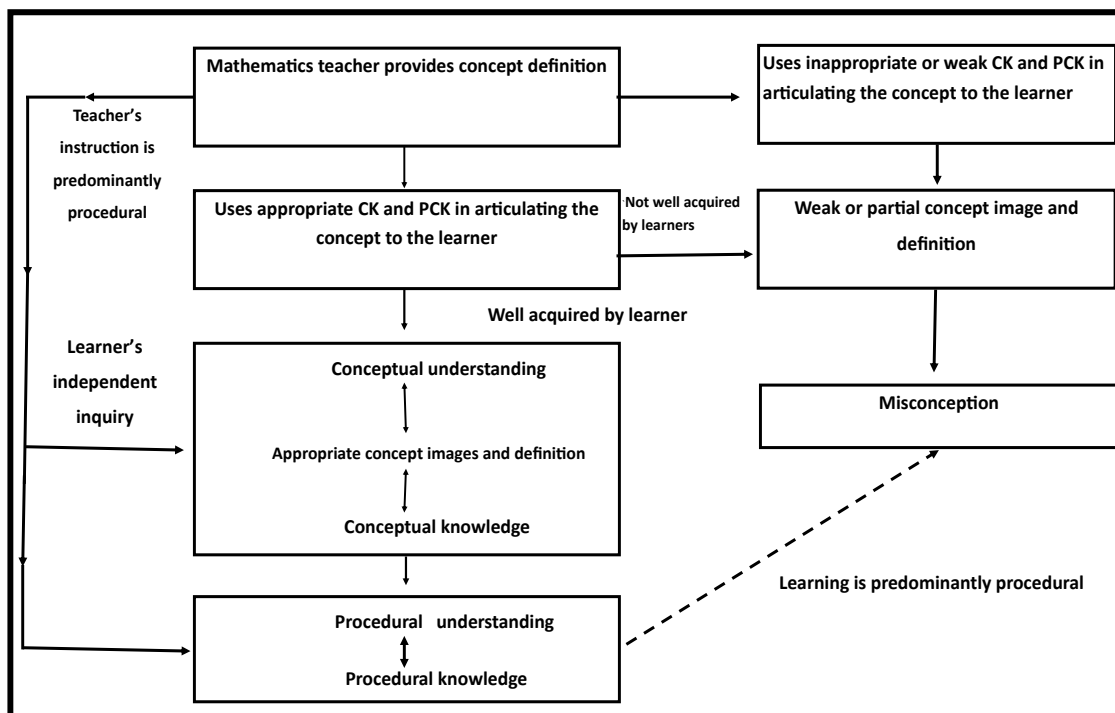 Mathematics teacher provides concept definition
Uses inappropriate or weak CK and PCK in
articulating the concept to the learner
Teacher’s
instruction is
predominantly
procedural
Uses appropriate CK and PCK in articulating the
concept to the learner
Not well acquired
by learners
Weak or partial concept image and
definition
Well acquired by learner
Learner’s
independent
inquiry
Conceptual understanding
Appropriate concept images and definition
Conceptual knowledge
Misconception
Learning is predominantly procedural
Procedural understanding
Procedural knowledge